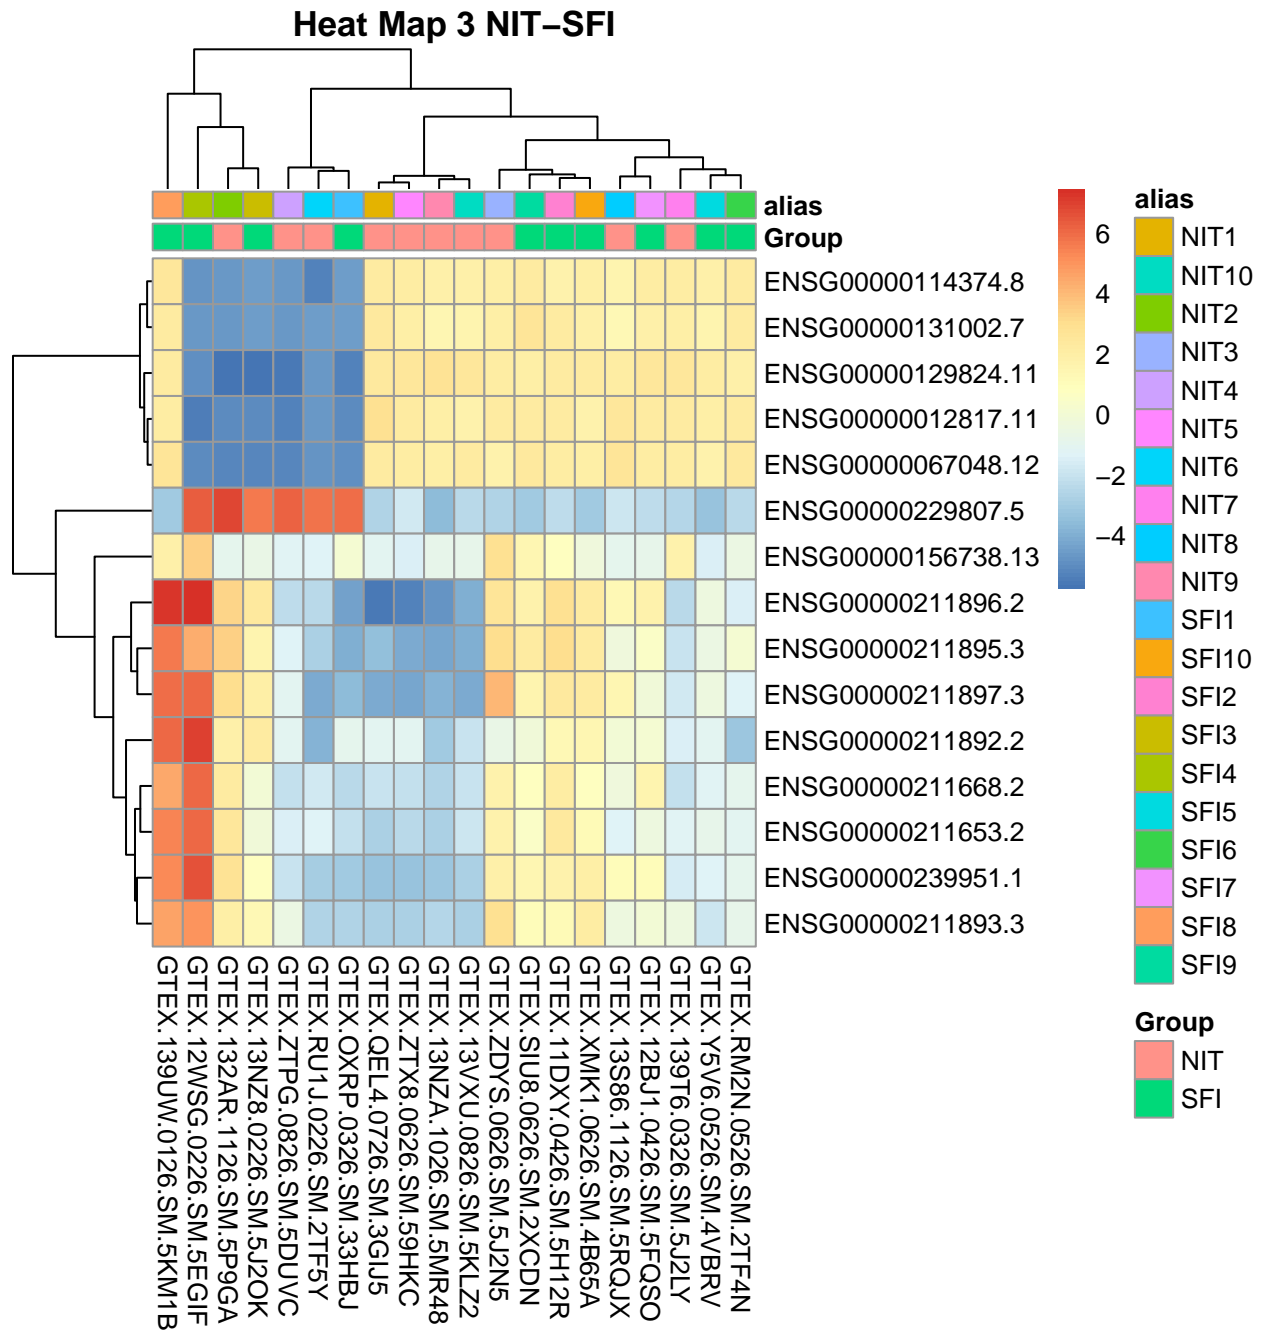 Heat Map 3 NIT−SFI
alias
Group
ENSG00000114374.8
ENSG00000131002.7
ENSG00000129824.11
ENSG00000012817.11
ENSG00000067048.12
ENSG00000229807.5
ENSG00000156738.13
ENSG00000211896.2
ENSG00000211895.3
ENSG00000211897.3
ENSG00000211892.2
ENSG00000211668.2
ENSG00000211653.2
ENSG00000239951.1
ENSG00000211893.3
GTEX.139UW.0126.SM.5KM1B
GTEX.12WSG.0226.SM.5EGIF
GTEX.132AR.1126.SM.5P9GA
GTEX.13NZ8.0226.SM.5J2OK
GTEX.ZTPG.0826.SM.5DUVC
GTEX.RU1J.0226.SM.2TF5Y
GTEX.OXRP.0326.SM.33HBJ
GTEX.QEL4.0726.SM.3GIJ5
GTEX.ZTX8.0626.SM.59HKC
GTEX.13NZA.1026.SM.5MR48
GTEX.13VXU.0826.SM.5KLZ2
GTEX.ZDYS.0626.SM.5J2N5
GTEX.SIU8.0626.SM.2XCDN
GTEX.11DXY.0426.SM.5H12R
GTEX.XMK1.0626.SM.4B65A
GTEX.13S86.1126.SM.5RQJX
GTEX.12BJ1.0426.SM.5FQSO
GTEX.139T6.0326.SM.5J2LY
GTEX.Y5V6.0526.SM.4VBRV
GTEX.RM2N.0526.SM.2TF4N
6
4
2
0
−2
−4
alias
NIT1
NIT10
NIT2
NIT3
NIT4
NIT5
NIT6
NIT7
NIT8
NIT9
SFI1
SFI10
SFI2
SFI3
SFI4
SFI5
SFI6
SFI7
SFI8
SFI9
Group
NIT
SFI